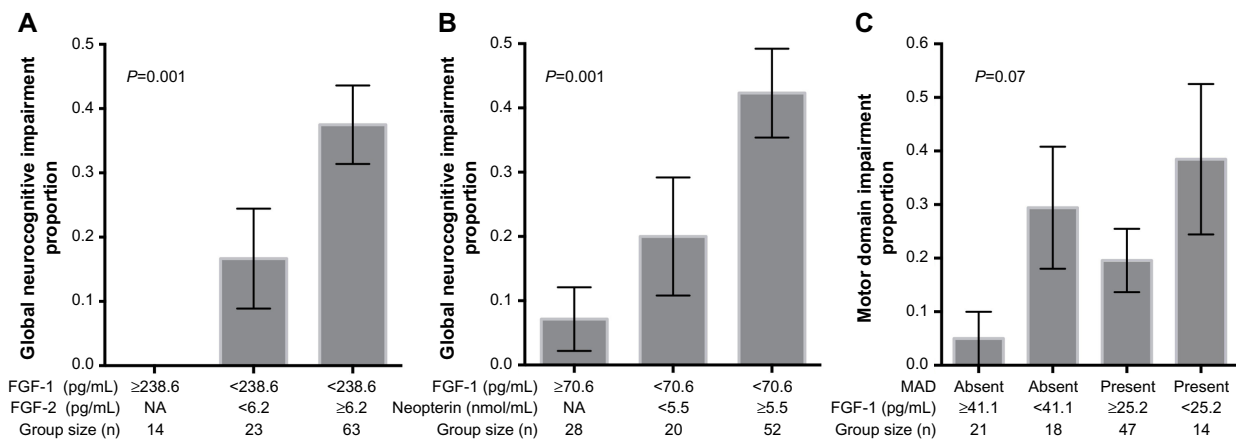 A
P=0.001
Global neurocognitive impairment
proportion
0.5
0.4
0.3
0.2
0.1
0.0
FGF-1 (pg/mL) ≥238.6 <238.6 <238.6
FGF-2 (pg/mL) NA <6.2 ≥6.2
Group size (n) 14 23 63
B
P=0.001
Global neurocognitive impairment
proportion
0.5
0.4
0.3
0.2
0.1
0.0
FGF-1 (pg/mL) ≥70.6 <70.6 <70.6
Neopterin (nmol/mL) NA <5.5 ≥5.5
Group size (n) 28 20 52
C
P=0.07
Motor domain impairment
proportion
0.6
0.5
0.4
0.3
0.2
0.1
0.0
MAD Absent Absent Present Present
FGF-1 (pg/mL) ≥41.1 <41.1 ≥25.2 <25.2
Group size (n) 21 18 47 14